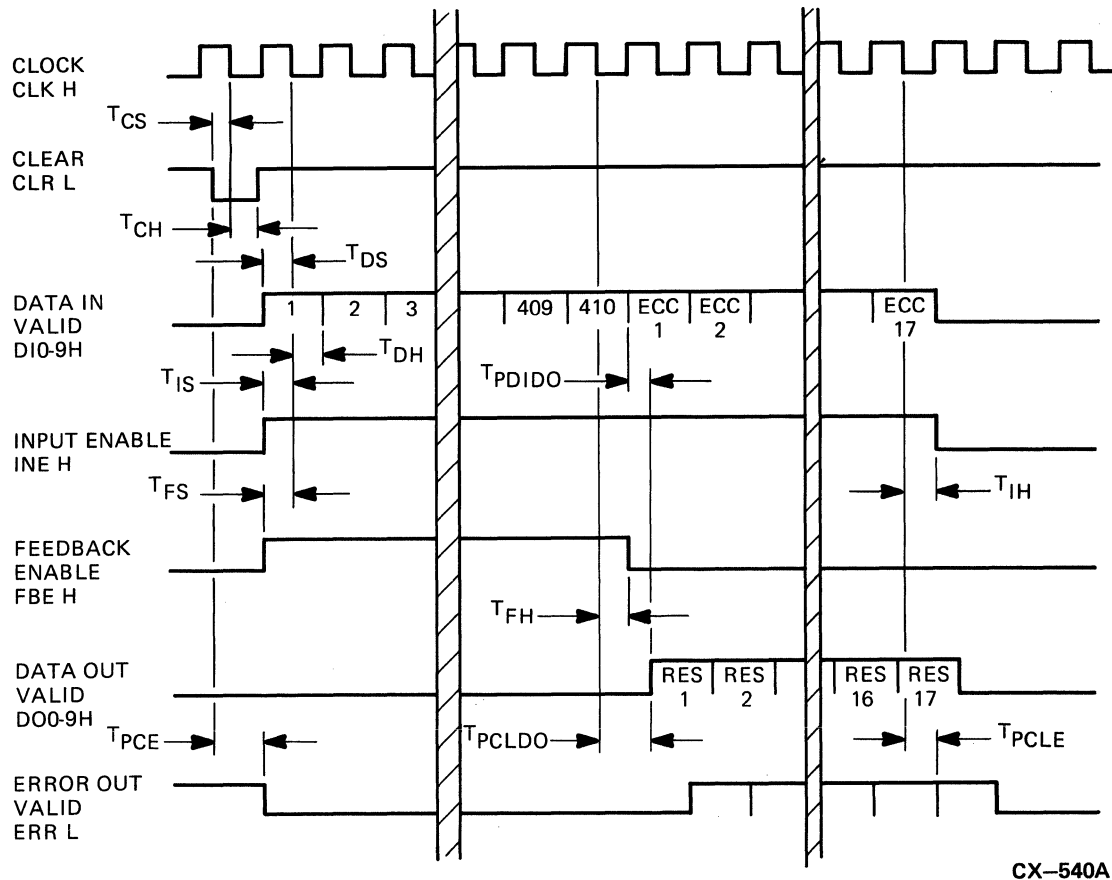 CLOCK
CLK H
TCS
CLEAR
CLR L
TCH
TDS
DATA IN
VALID
DI0-9H
1 2 3 409 410 ECC 1 ECC 2 ECC 17
TDH
TIS
TPDIDO
INPUT ENABLE
INE H
TFS
TIH
FEEDBACK
ENABLE
FBE H
TFH
DATA OUT
VALID
DO0-9H
RES 1 RES 2 RES 16 RES 17
TPCE
TPCLDO
TPCLE
ERROR OUT
VALID
ERR L
CX–540A